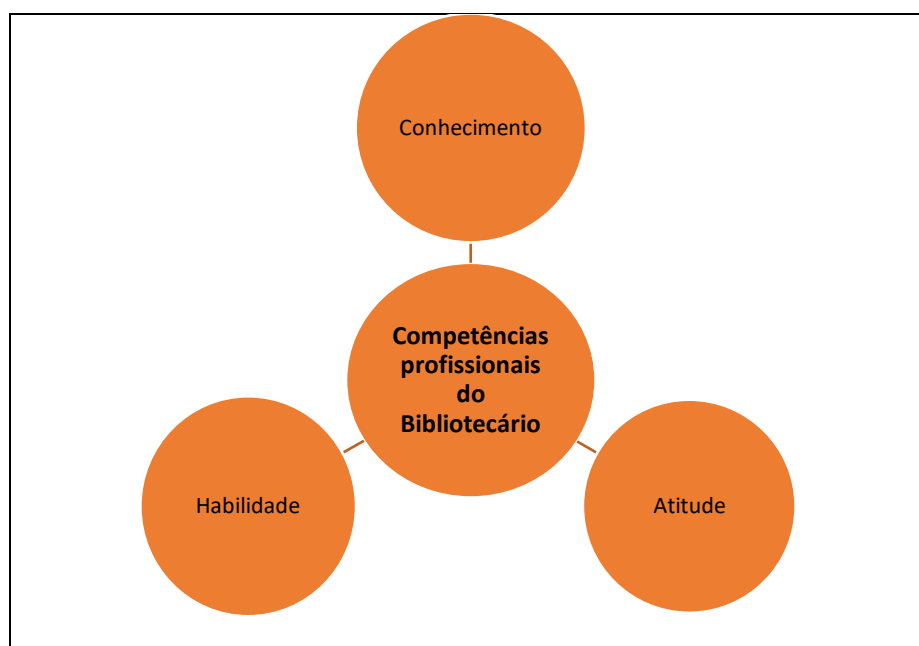 Conhecimento
Competências
profissionais
do
Bibliotecário
Habilidade
Atitude